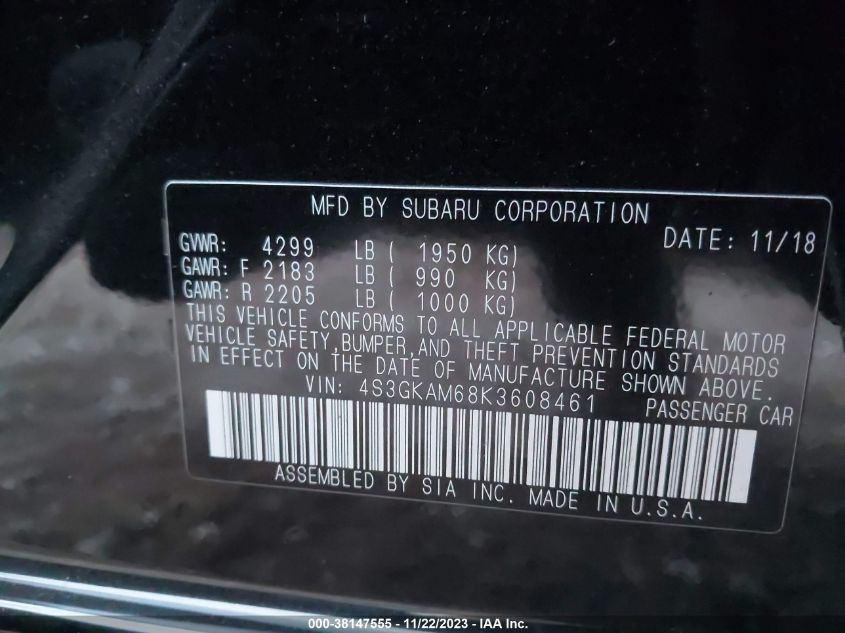 MFD BY SUBARU CORPORATION
DATE: 11/18
GVWR: 4299 LB ( 1950 KG)
GAWR: F 2183 LB ( 990 KG)
GAWR: R 2205 LB ( 1000 KG)
THIS VEHICLE CONFORMS TO ALL APPLICABLE FEDERAL MOTOR
VEHICLE SAFETY,BUMPER,AND THEFT PREVENTION STANDARDS
IN EFFECT ON THE DATE OF MANUFACTURE SHOWN ABOVE.
VIN: 4S3GKAM68K3608461 PASSENGER CAR
ASSEMBLED BY SIA INC. MADE IN U.S.A.
000-38147555 - 11/22/2023 - IAA Inc.